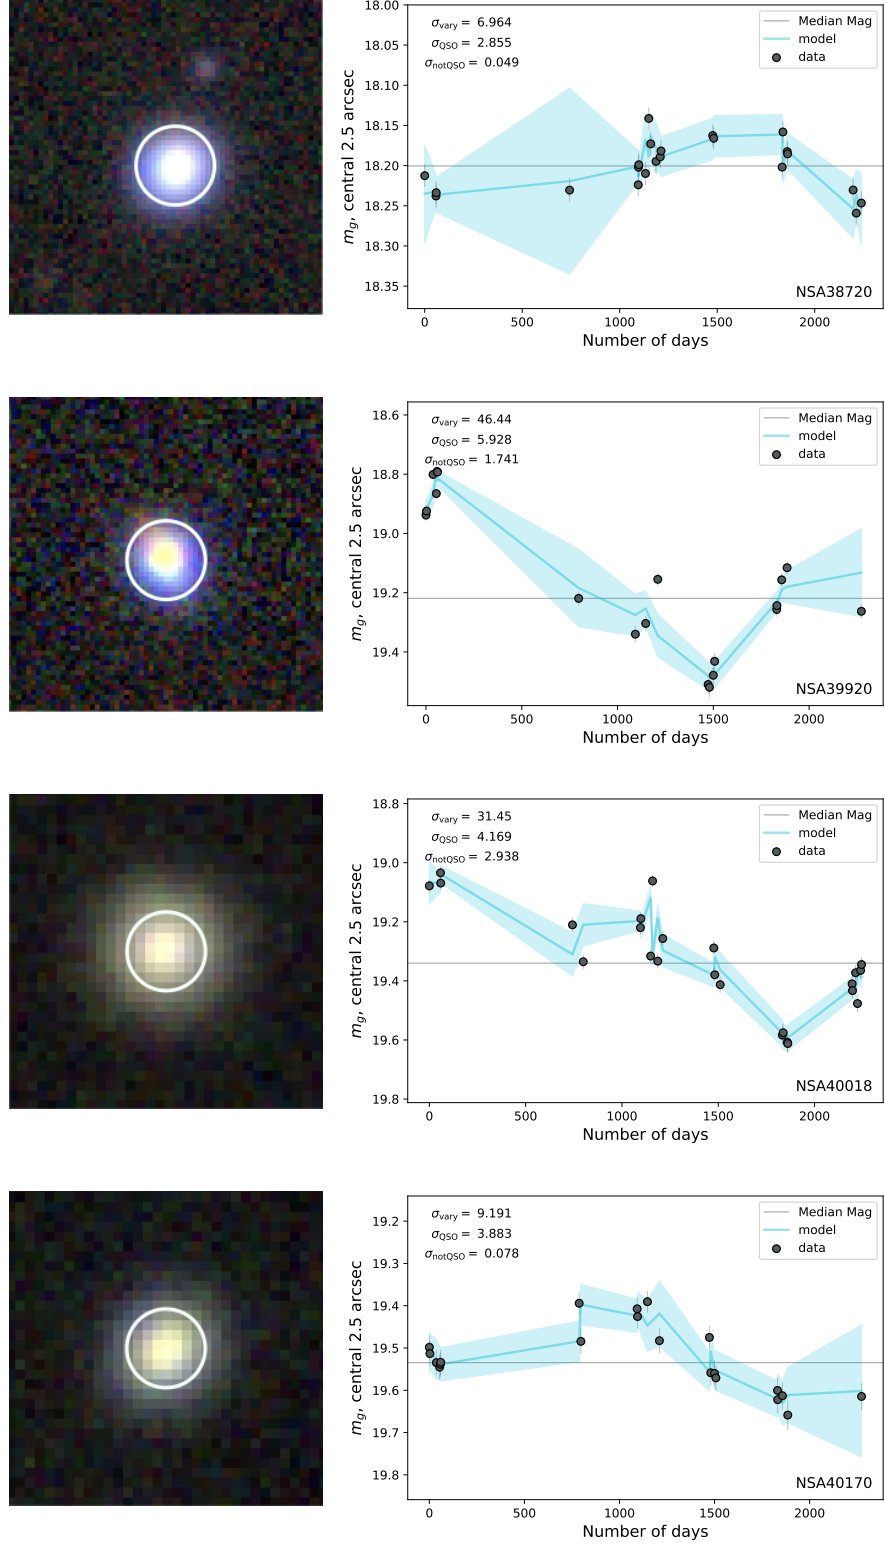 σvary = 6.964
σQSO = 2.855
σnotQSO = 0.049
Median Mag
model
data
18.00
18.05
18.10
18.15
18.20
18.25
18.30
18.35
mg, central 2.5 arcsec
NSA38720
0 500 1000 1500 2000
Number of days
σvary = 46.44
σQSO = 5.928
σnotQSO = 1.741
Median Mag
model
data
18.6
18.8
19.0
19.2
19.4
mg, central 2.5 arcsec
NSA39920
0 500 1000 1500 2000
Number of days
σvary = 31.45
σQSO = 4.169
σnotQSO = 2.938
Median Mag
model
data
18.8
19.0
19.2
19.4
19.6
19.8
mg, central 2.5 arcsec
NSA40018
0 500 1000 1500 2000
Number of days
σvary = 9.191
σQSO = 3.883
σnotQSO = 0.078
Median Mag
model
data
19.2
19.3
19.4
19.5
19.6
19.7
19.8
mg, central 2.5 arcsec
NSA40170
0 500 1000 1500 2000
Number of days